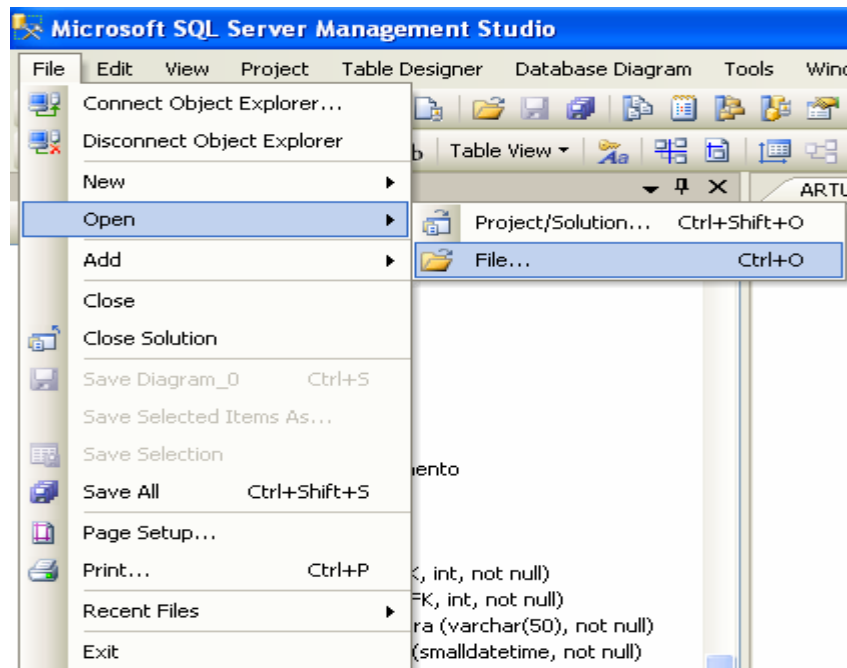 Microsoft SQL Server Management Studio
File Edit View Project Table Designer Database Diagram Tools
Connect Object Explorer...
Table View
Disconnect Object Explorer
New
ARTU
Open
Project/Solution... Ctrl+Shift+O
Add
File... Ctrl+O
Close
Close Solution
Save Diagram_0 Ctrl+S
Save Selected Items As...
Save Selection
ento
Save All Ctrl+Shift+S
Page Setup...
Print... Ctrl+P
, int, not null)
FK, int, not null)
Recent Files
ra (varchar(50), not null)
Exit
(smalldatetime, not null)